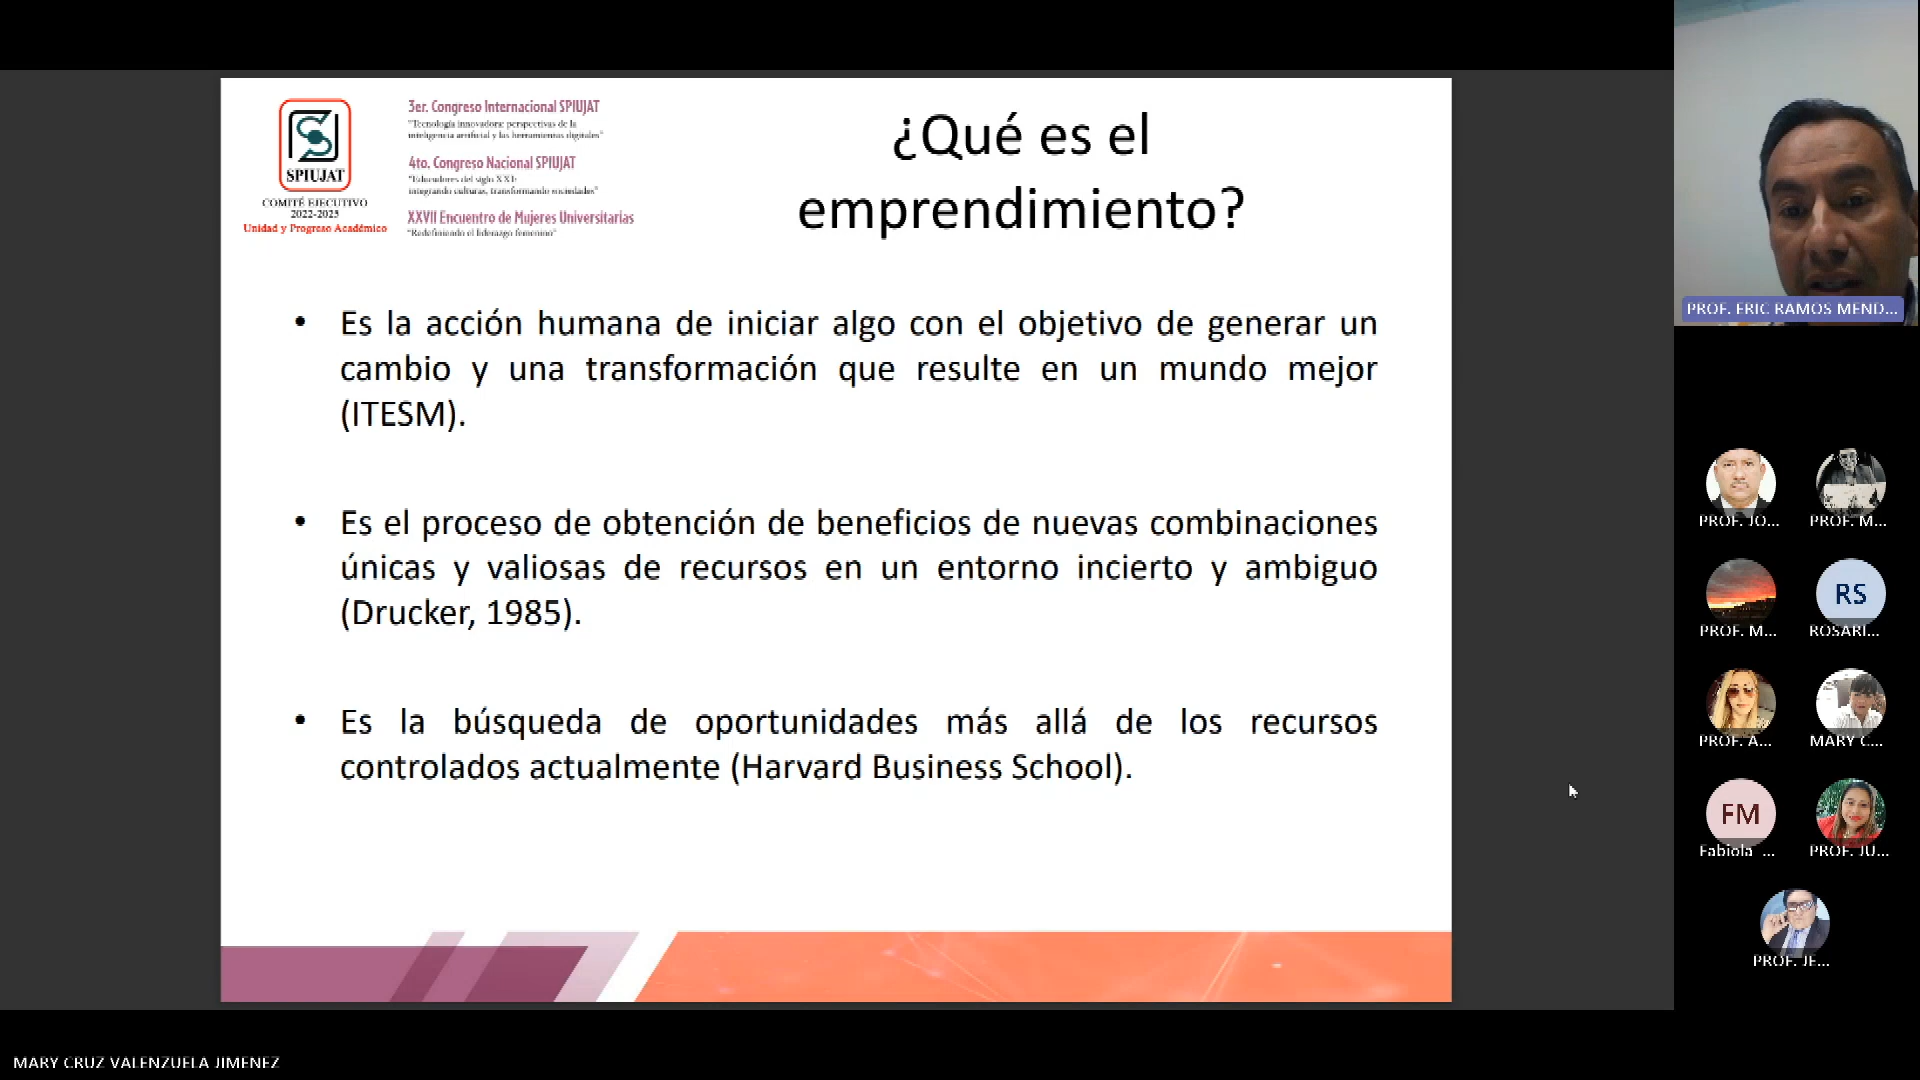 SPIUJAT
COMITÉ EJECUTIVO
2022-2025
Unidad y Progreso Académico
3er. Congreso Internacional SPIUJAT
"Tecnología innovadora: perspectivas de la
inteligencia artificial y las herramientas digitales"
4to. Congreso Nacional SPIUJAT
"Educadores del siglo XXI:
integrando culturas, transformando sociedades"
XXVII Encuentro de Mujeres Universitarias
"Redefiniendo el liderazgo femenino"
¿Qué es el
emprendimiento?
• Es la acción humana de iniciar algo con el objetivo de generar un
cambio y una transformación que resulte en un mundo mejor
(ITESM).
• Es el proceso de obtención de beneficios de nuevas combinaciones
únicas y valiosas de recursos en un entorno incierto y ambiguo
(Drucker, 1985).
• Es la búsqueda de oportunidades más allá de los recursos
controlados actualmente (Harvard Business School).
PROF. ERIC RAMOS MEND...
PROF. JO...
PROF. M...
PROF. M...
RS
ROSARI...
PROF. A...
MARY C...
FM
Fabiola ...
PROF. JU...
PROF. JE...
MARY CRUZ VALENZUELA JIMENEZ